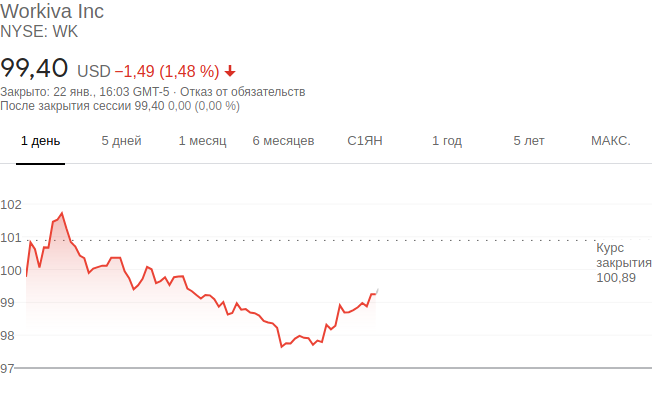 Workiva Inc
NYSE: WK
99,40 USD −1,49 (1,48 %)
Закрыто: 22 янв., 16:03 GMT-5 · Отказ от обязательств
После закрытия сессии 99,40 0,00 (0,00 %)
1 день 5 дней 1 месяц 6 месяцев С1ЯН 1 год 5 лет МАКС.
102
101
Курс
закрытия
100,89
100
99
98
97